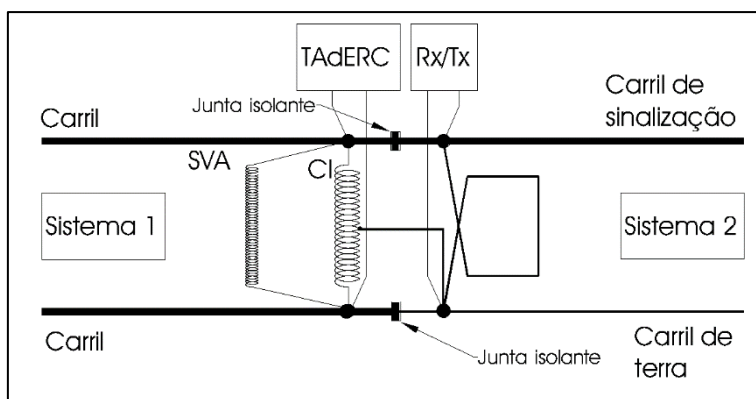 TAdERC
Rx/Tx
Junta isolante
Carril de
sinalização
Carril
SVA
CI
Sistema 1
Sistema 2
Carril
Junta isolante
Carril de
terra